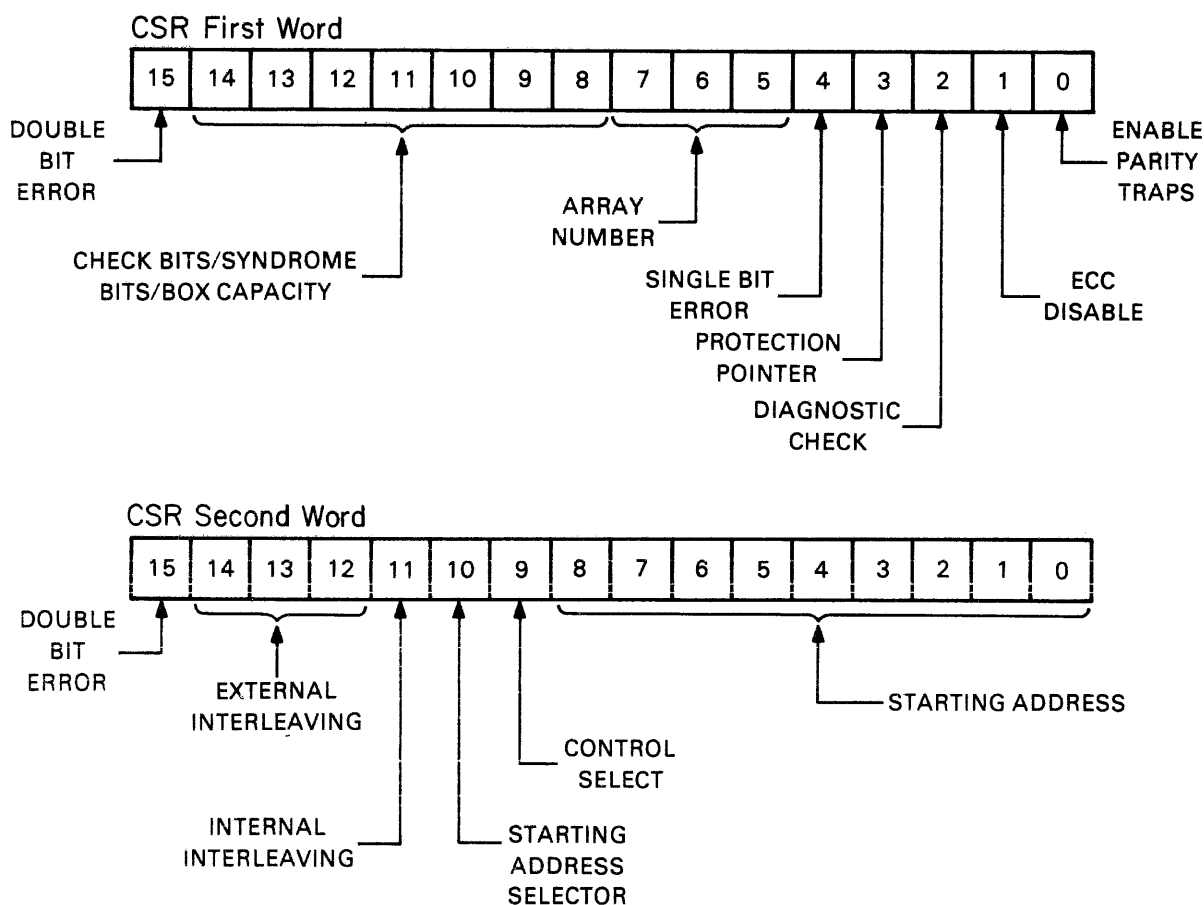 CSR First Word
15 14 13 12 11 10 9 8 7 6 5 4 3 2 1 0
DOUBLE
BIT
ERROR
CHECK BITS/SYNDROME
BITS/BOX CAPACITY
ARRAY
NUMBER
SINGLE BIT
ERROR
PROTECTION
POINTER
DIAGNOSTIC
CHECK
ECC
DISABLE
ENABLE
PARITY
TRAPS
CSR Second Word
15 14 13 12 11 10 9 8 7 6 5 4 3 2 1 0
DOUBLE
BIT
ERROR
EXTERNAL
INTERLEAVING
INTERNAL
INTERLEAVING
STARTING
ADDRESS
SELECTOR
CONTROL
SELECT
STARTING ADDRESS